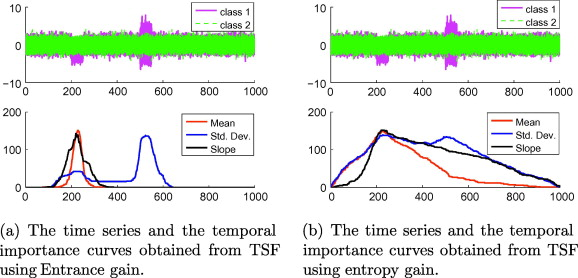 10
0
−10
0 200 400 600 800 1000
class 1
class 2
200
100
0
0 200 400 600 800 1000
Mean
Std. Dev.
Slope
(a) The time series and the temporal
importance curves obtained from TSF
using Entrance gain.
10
0
−10
0 200 400 600 800 1000
class 1
class 2
200
150
100
50
0
0 200 400 600 800 1000
Mean
Std. Dev.
Slope
(b) The time series and the temporal
importance curves obtained from TSF
using entropy gain.